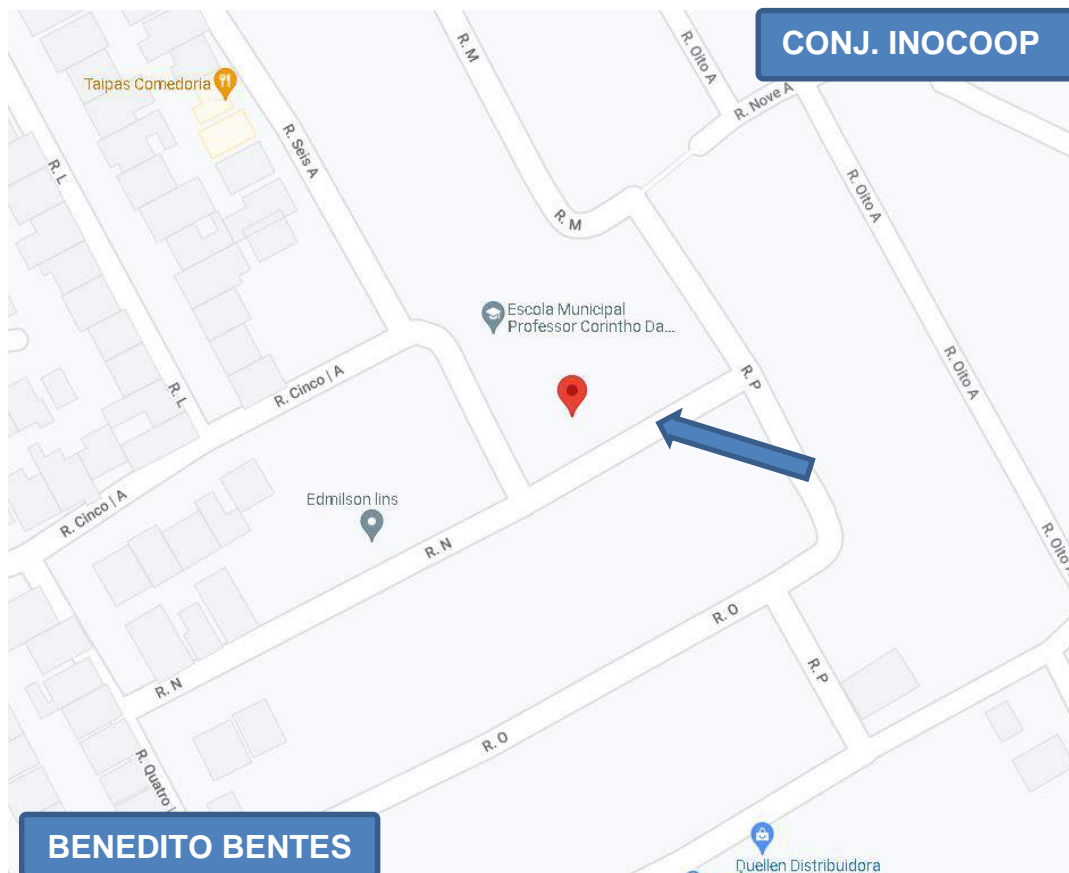 CONJ. INOCOOP
R. M
R. Oito A
Taipas Comedoria
R. Nove A
R. Seis A
R. L
R. Oito A
R. M
Escola Municipal
Professor Corintho Da...
R. Oito A
R. P
R. Cinco | A
R. L
Edmilson lins
R. Cinco | A
R. N
R. Oito A
R. O
R. P
R. N
R. O
R. Quatro |
BENEDITO BENTES
Duellen Distribuidora